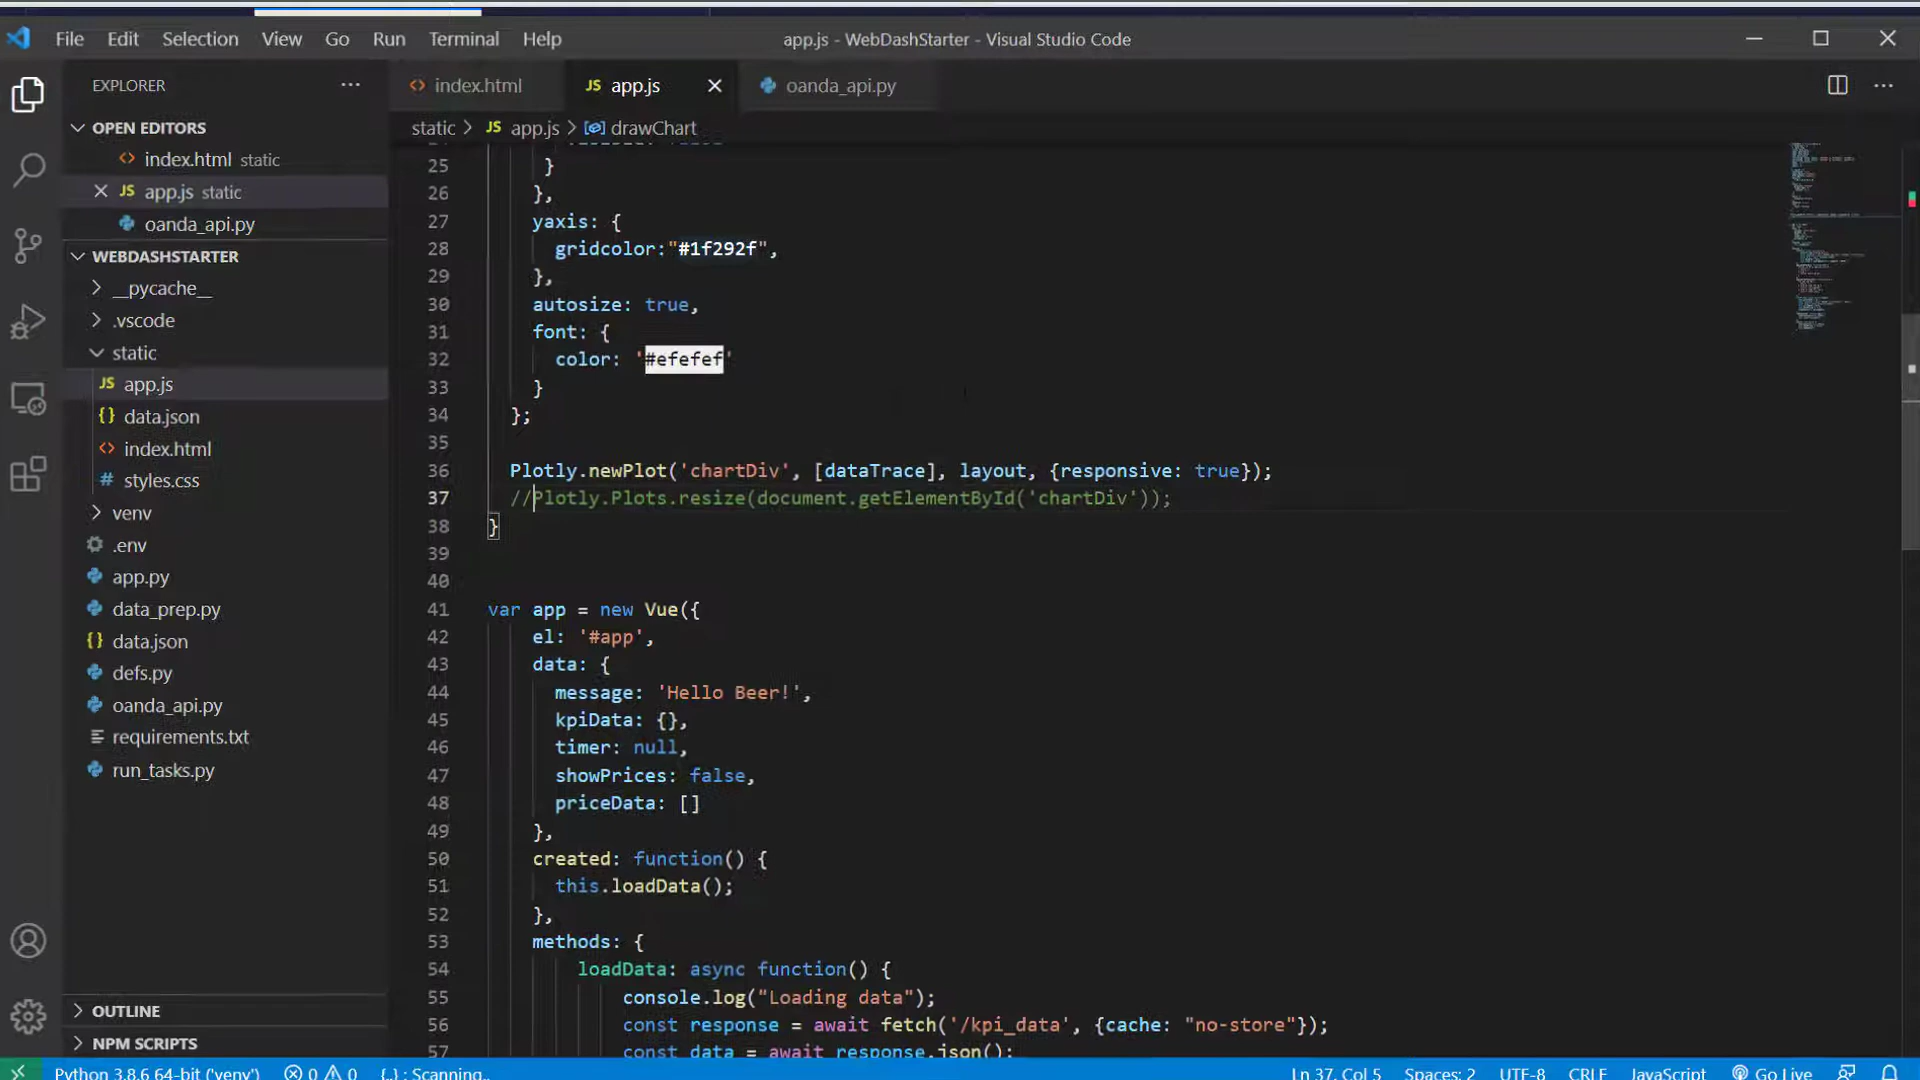 File Edit Selection View Go Run Terminal Help
app.js - WebDashStarter - Visual Studio Code
EXPLORER
OPEN EDITORS
index.html static
app.js static
oanda_api.py
WEBDASHSTARTER
__pycache__
.vscode
static
app.js
data.json
index.html
styles.css
venv
.env
app.py
data_prep.py
data.json
defs.py
oanda_api.py
requirements.txt
run_tasks.py
OUTLINE
NPM SCRIPTS
index.html
JS app.js
oanda_api.py
static > JS app.js > drawChart
25 }
26 },
27 yaxis: {
28 gridcolor:"#1f292f",
29 },
30 autosize: true,
31 font: {
32 color: '#efefef'
33 }
34 };
35
36 Plotly.newPlot('chartDiv', [dataTrace], layout, {responsive: true});
37 //Plotly.Plots.resize(document.getElementById('chartDiv'));
38 }
39
40
41 var app = new Vue({
42 el: '#app',
43 data: {
44 message: 'Hello Beer!',
45 kpiData: {},
46 timer: null,
47 showPrices: false,
48 priceData: []
49 },
50 created: function() {
51 this.loadData();
52 },
53 methods: {
54 loadData: async function() {
55 console.log("Loading data");
56 const response = await fetch('/kpi_data', {cache: "no-store"});
57 const data = await response.json();
Python 3.8.6 64-bit ('venv') 0 0 {..} : Scanning.. Ln 37, Col 5 Spaces: 2 UTF-8 CRLF JavaScript Go Live